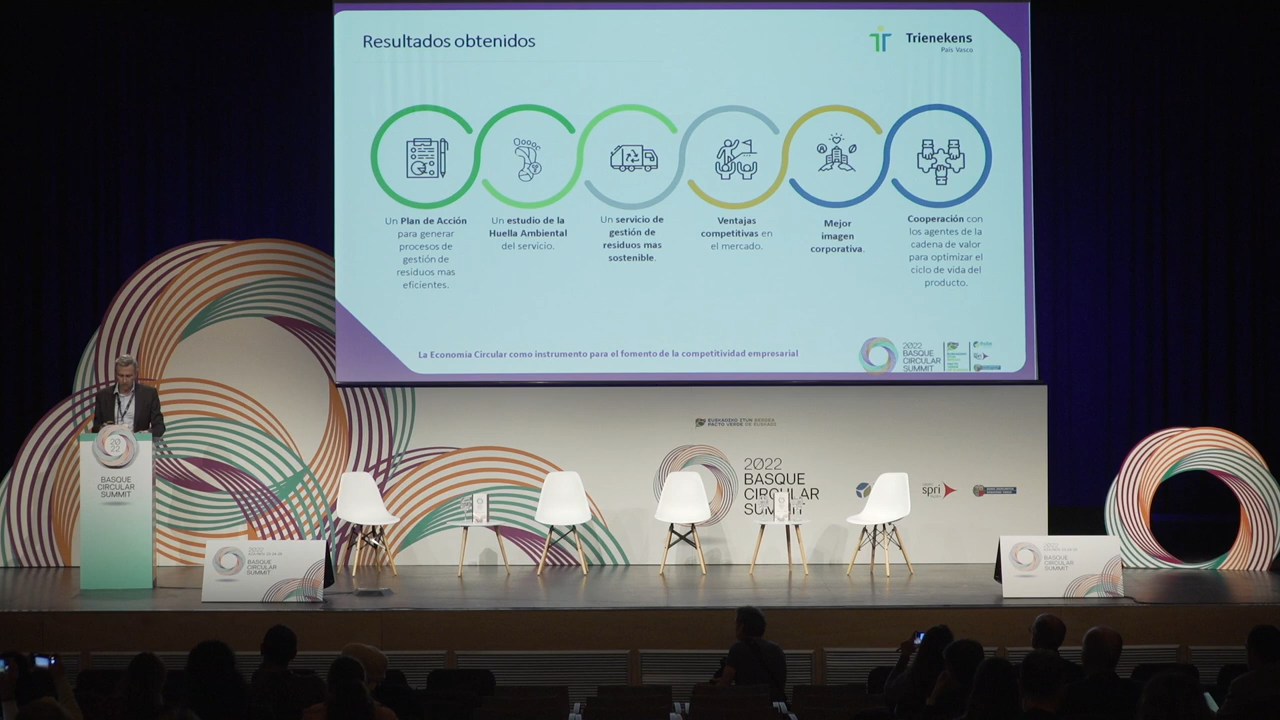 Resultados obtenidos
Trienekens
País Vasco
Un Plan de Acción
para generar
procesos de
gestión de
residuos mas
eficientes.
Un estudio de la
Huella Ambiental
del servicio.
Un servicio de
gestión de
residuos mas
sostenible.
Ventajas
competitivas en
el mercado.
Mejor
imagen
corporativa.
Cooperación con
los agentes de la
cadena de valor
para optimizar el
ciclo de vida del
producto.
La Economía Circular como instrumento para el fomento de la competitividad empresarial
2022
BASQUE
CIRCULAR
SUMMIT
spri
EUSKADIKO ITUN BERDEA
PACTO VERDE DE EUSKADI
2022
BASQUE
CIRCULAR
SUMMIT
spri
20
22
BASQUE
CIRCULAR
SUMMIT
2022
BASQUE
CIRCULAR
SUMMIT
2022
BASQUE
CIRCULAR
SUMMIT